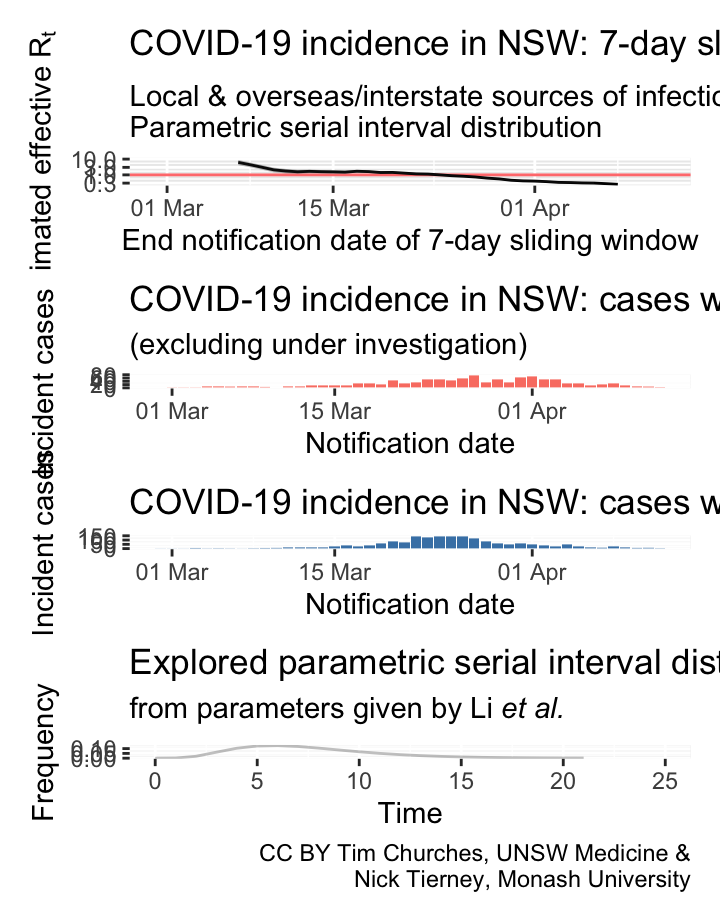 COVID-19 incidence in NSW: 7-day sl
Local & overseas/interstate sources of infectio
Parametric serial interval distribution
imated effective Rt
10.0
0.3
01 Mar 15 Mar 01 Apr
End notification date of 7-day sliding window
COVID-19 incidence in NSW: cases w
(excluding under investigation)
Incident cases
80
20
01 Mar 15 Mar 01 Apr
Notification date
COVID-19 incidence in NSW: cases w
Incident cases
150
50
01 Mar 15 Mar 01 Apr
Notification date
Explored parametric serial interval dist
from parameters given by Li et al.
Frequency
0.10
0.00
0 5 10 15 20 25
Time
CC BY Tim Churches, UNSW Medicine &
Nick Tierney, Monash University